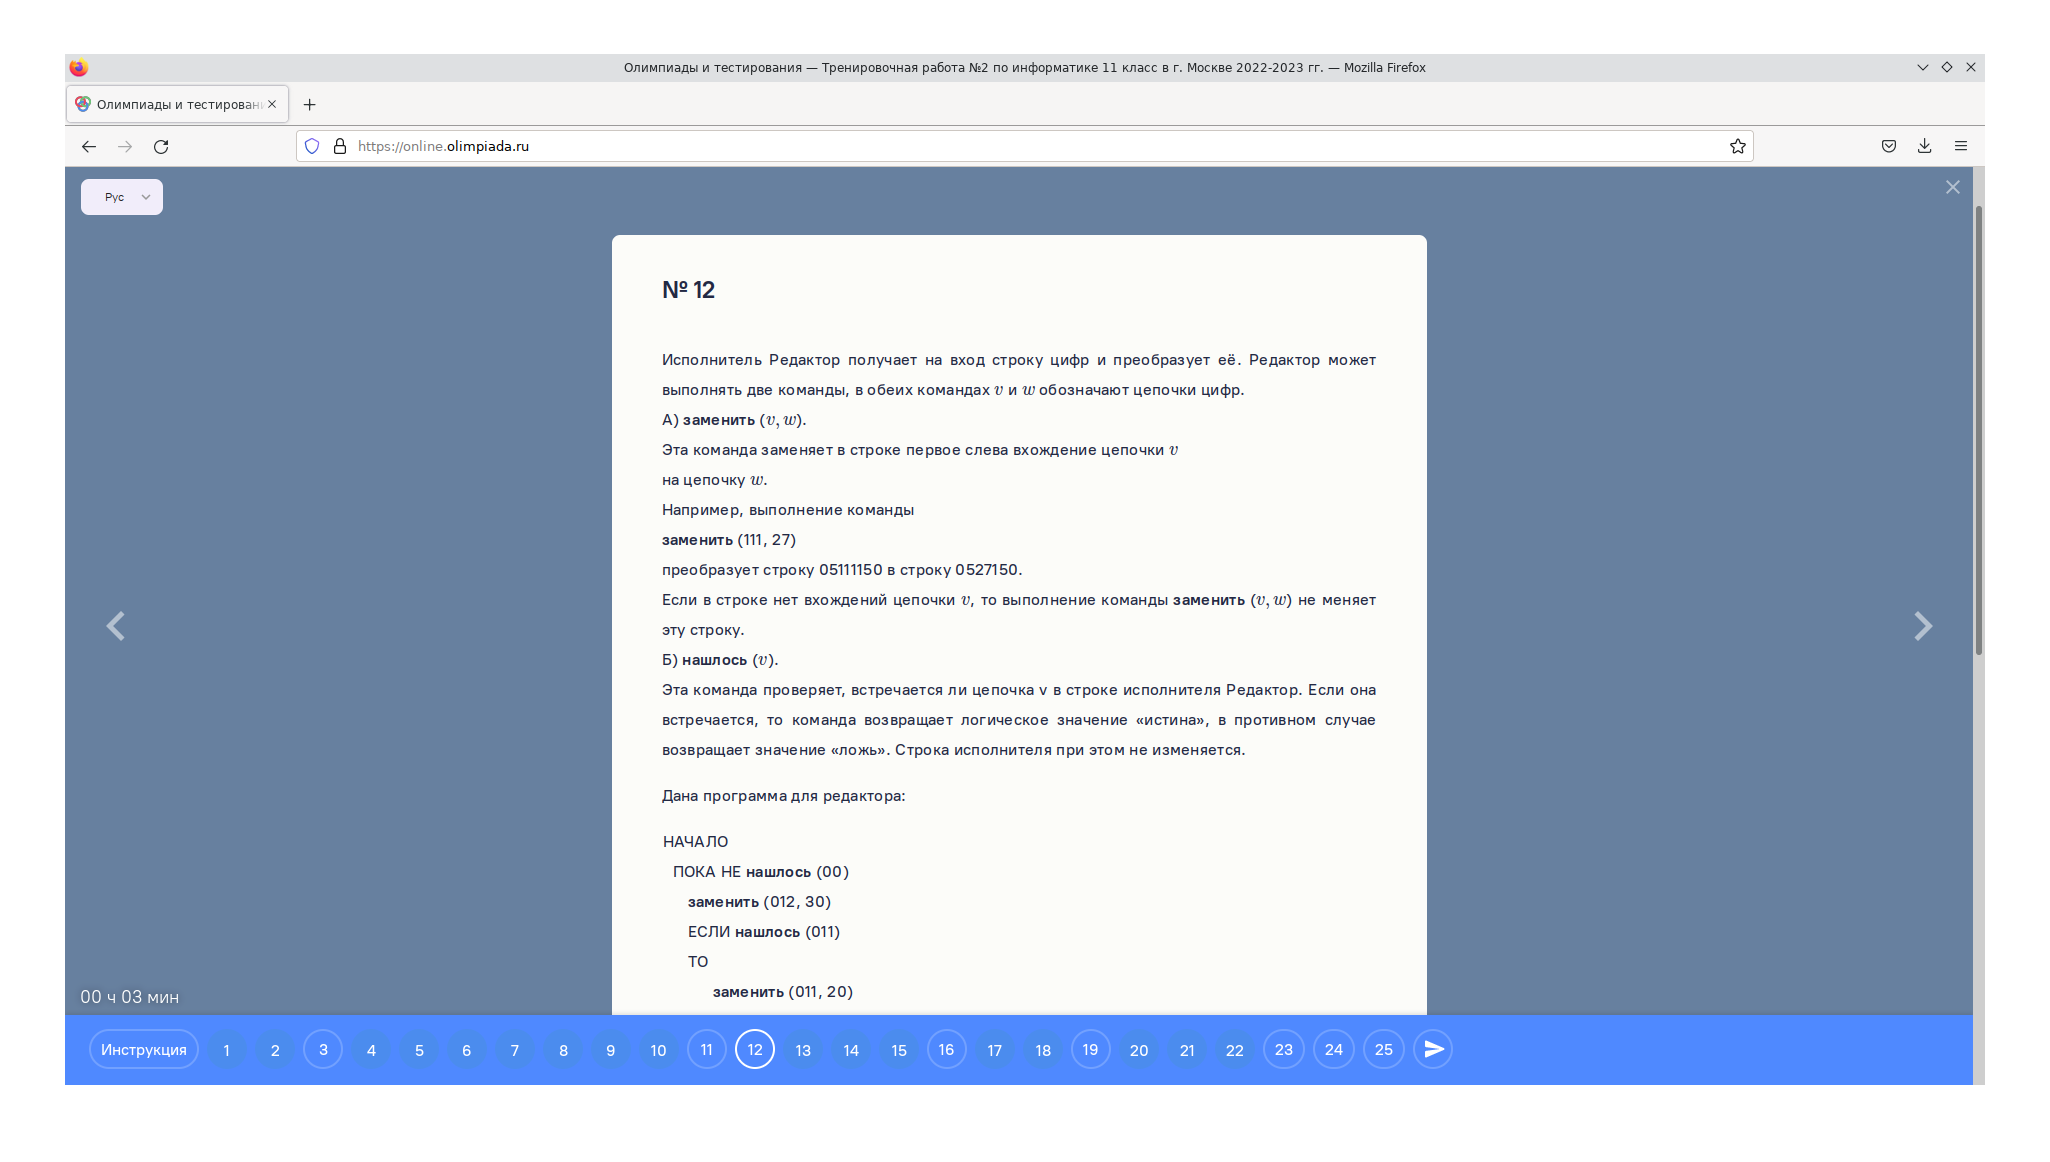 Олимпиады и тестирования — Тренировочная работа №2 по информатике 11 класс в г. Москве 2022-2023 гг. — Mozilla Firefox
Олимпиады и тестирован
https://online.olimpiada.ru
Рус
№ 12
Исполнитель Редактор получает на вход строку цифр и преобразует её. Редактор может
выполнять две команды, в обеих командах v и w обозначают цепочки цифр.
А) заменить (v, w).
Эта команда заменяет в строке первое слева вхождение цепочки v
на цепочку w.
Например, выполнение команды
заменить (111, 27)
преобразует строку 05111150 в строку 0527150.
Если в строке нет вхождений цепочки v, то выполнение команды заменить (v, w) не меняет
эту строку.
Б) нашлось (v).
Эта команда проверяет, встречается ли цепочка v в строке исполнителя Редактор. Если она
встречается, то команда возвращает логическое значение «истина», в противном случае
возвращает значение «ложь». Строка исполнителя при этом не изменяется.
Дана программа для редактора:
НАЧАЛО
ПОКА НЕ нашлось (00)
заменить (012, 30)
ЕСЛИ нашлось (011)
ТО
заменить (011, 20)
00 ч 03 мин
Инструкция 1 2 3 4 5 6 7 8 9 10 11 12 13 14 15 16 17 18 19 20 21 22 23 24 25